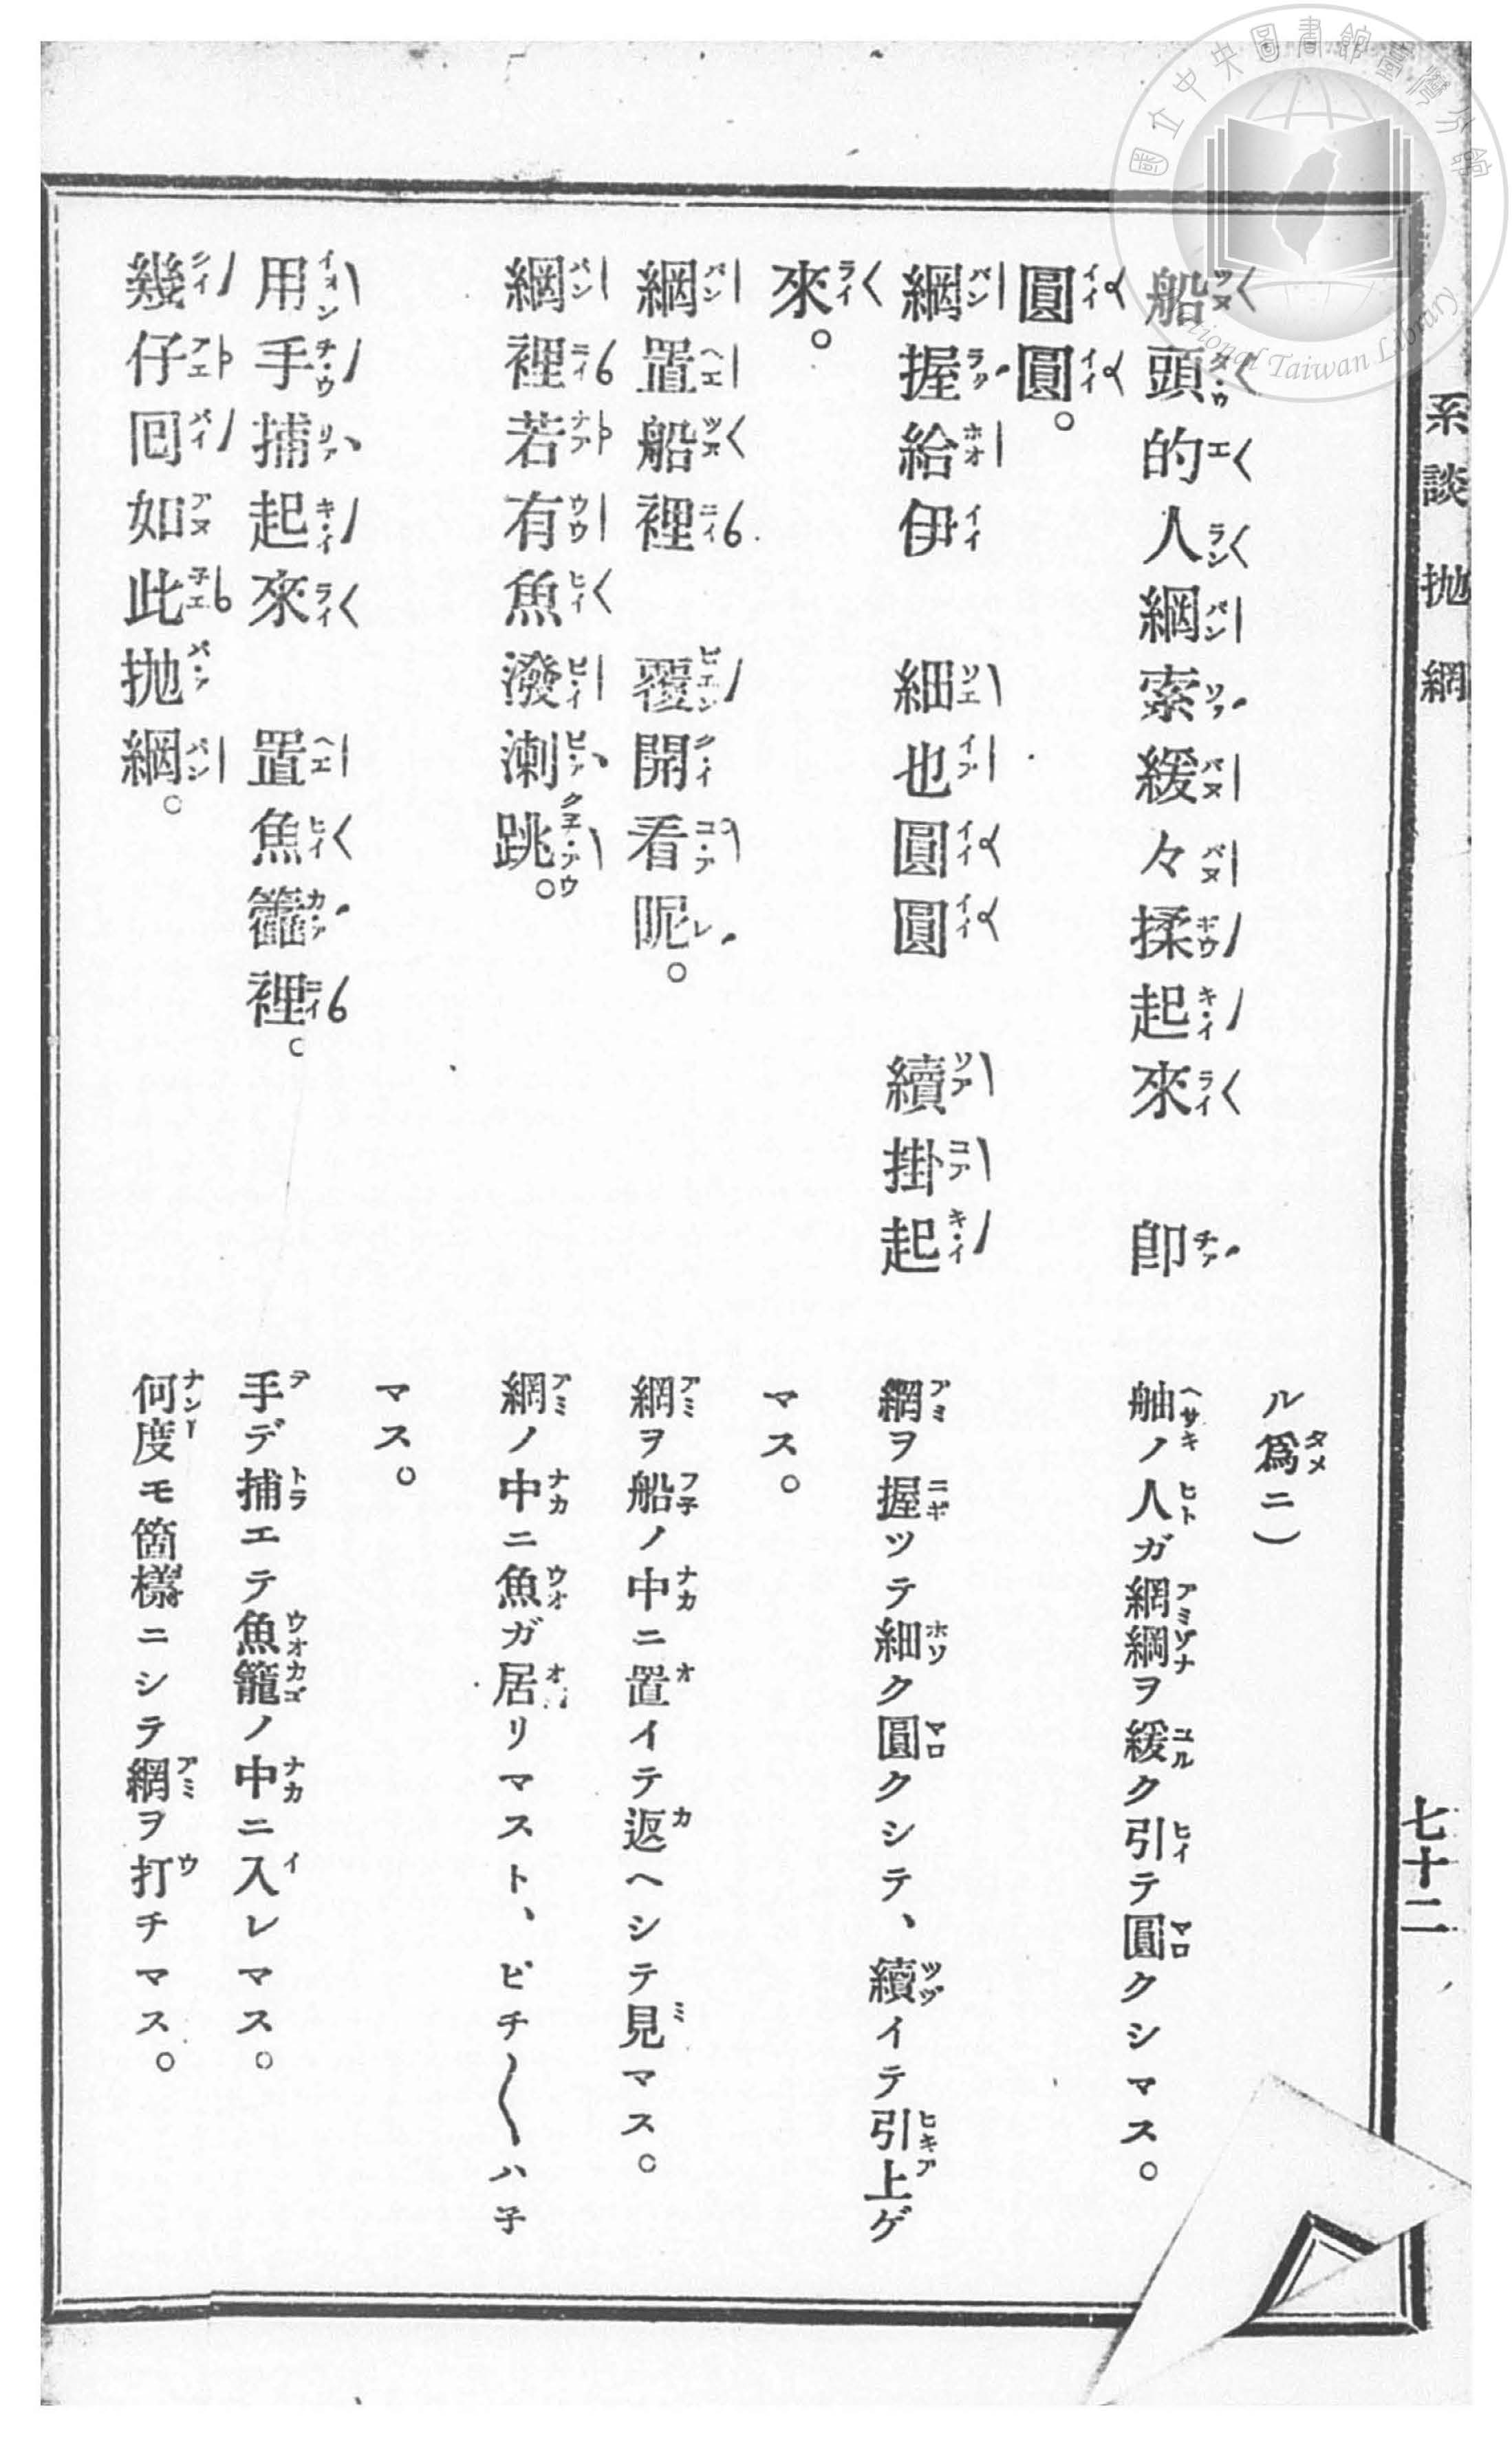 國立中央圖書館臺灣分館
National Taiwan Library
系談 拋網
七十二
船頭的人網索緩々揉起來 卽
圓圓。
網握給伊 細也圓圓 續掛起
來。
網置船裡 覆開看呢。
網裡若有魚潑溂跳。
用手捕起來 置魚籠裡。
幾仔回如此拋網。
ル爲ニ)
舳ノ人ガ網綱ヲ緩ク引テ圓クシマス。
網ヲ握ツテ細ク圓クシテ、續イテ引上ゲ
マス。
網ヲ船ノ中ニ置イテ返ヘシテ見マス。
網ノ中ニ魚ガ居リマスト、ピチ〱ハ子
マス。
手デ捕エテ魚籠ノ中ニ入レマス。
何度モ箇樣ニシテ網ヲ打チマス。